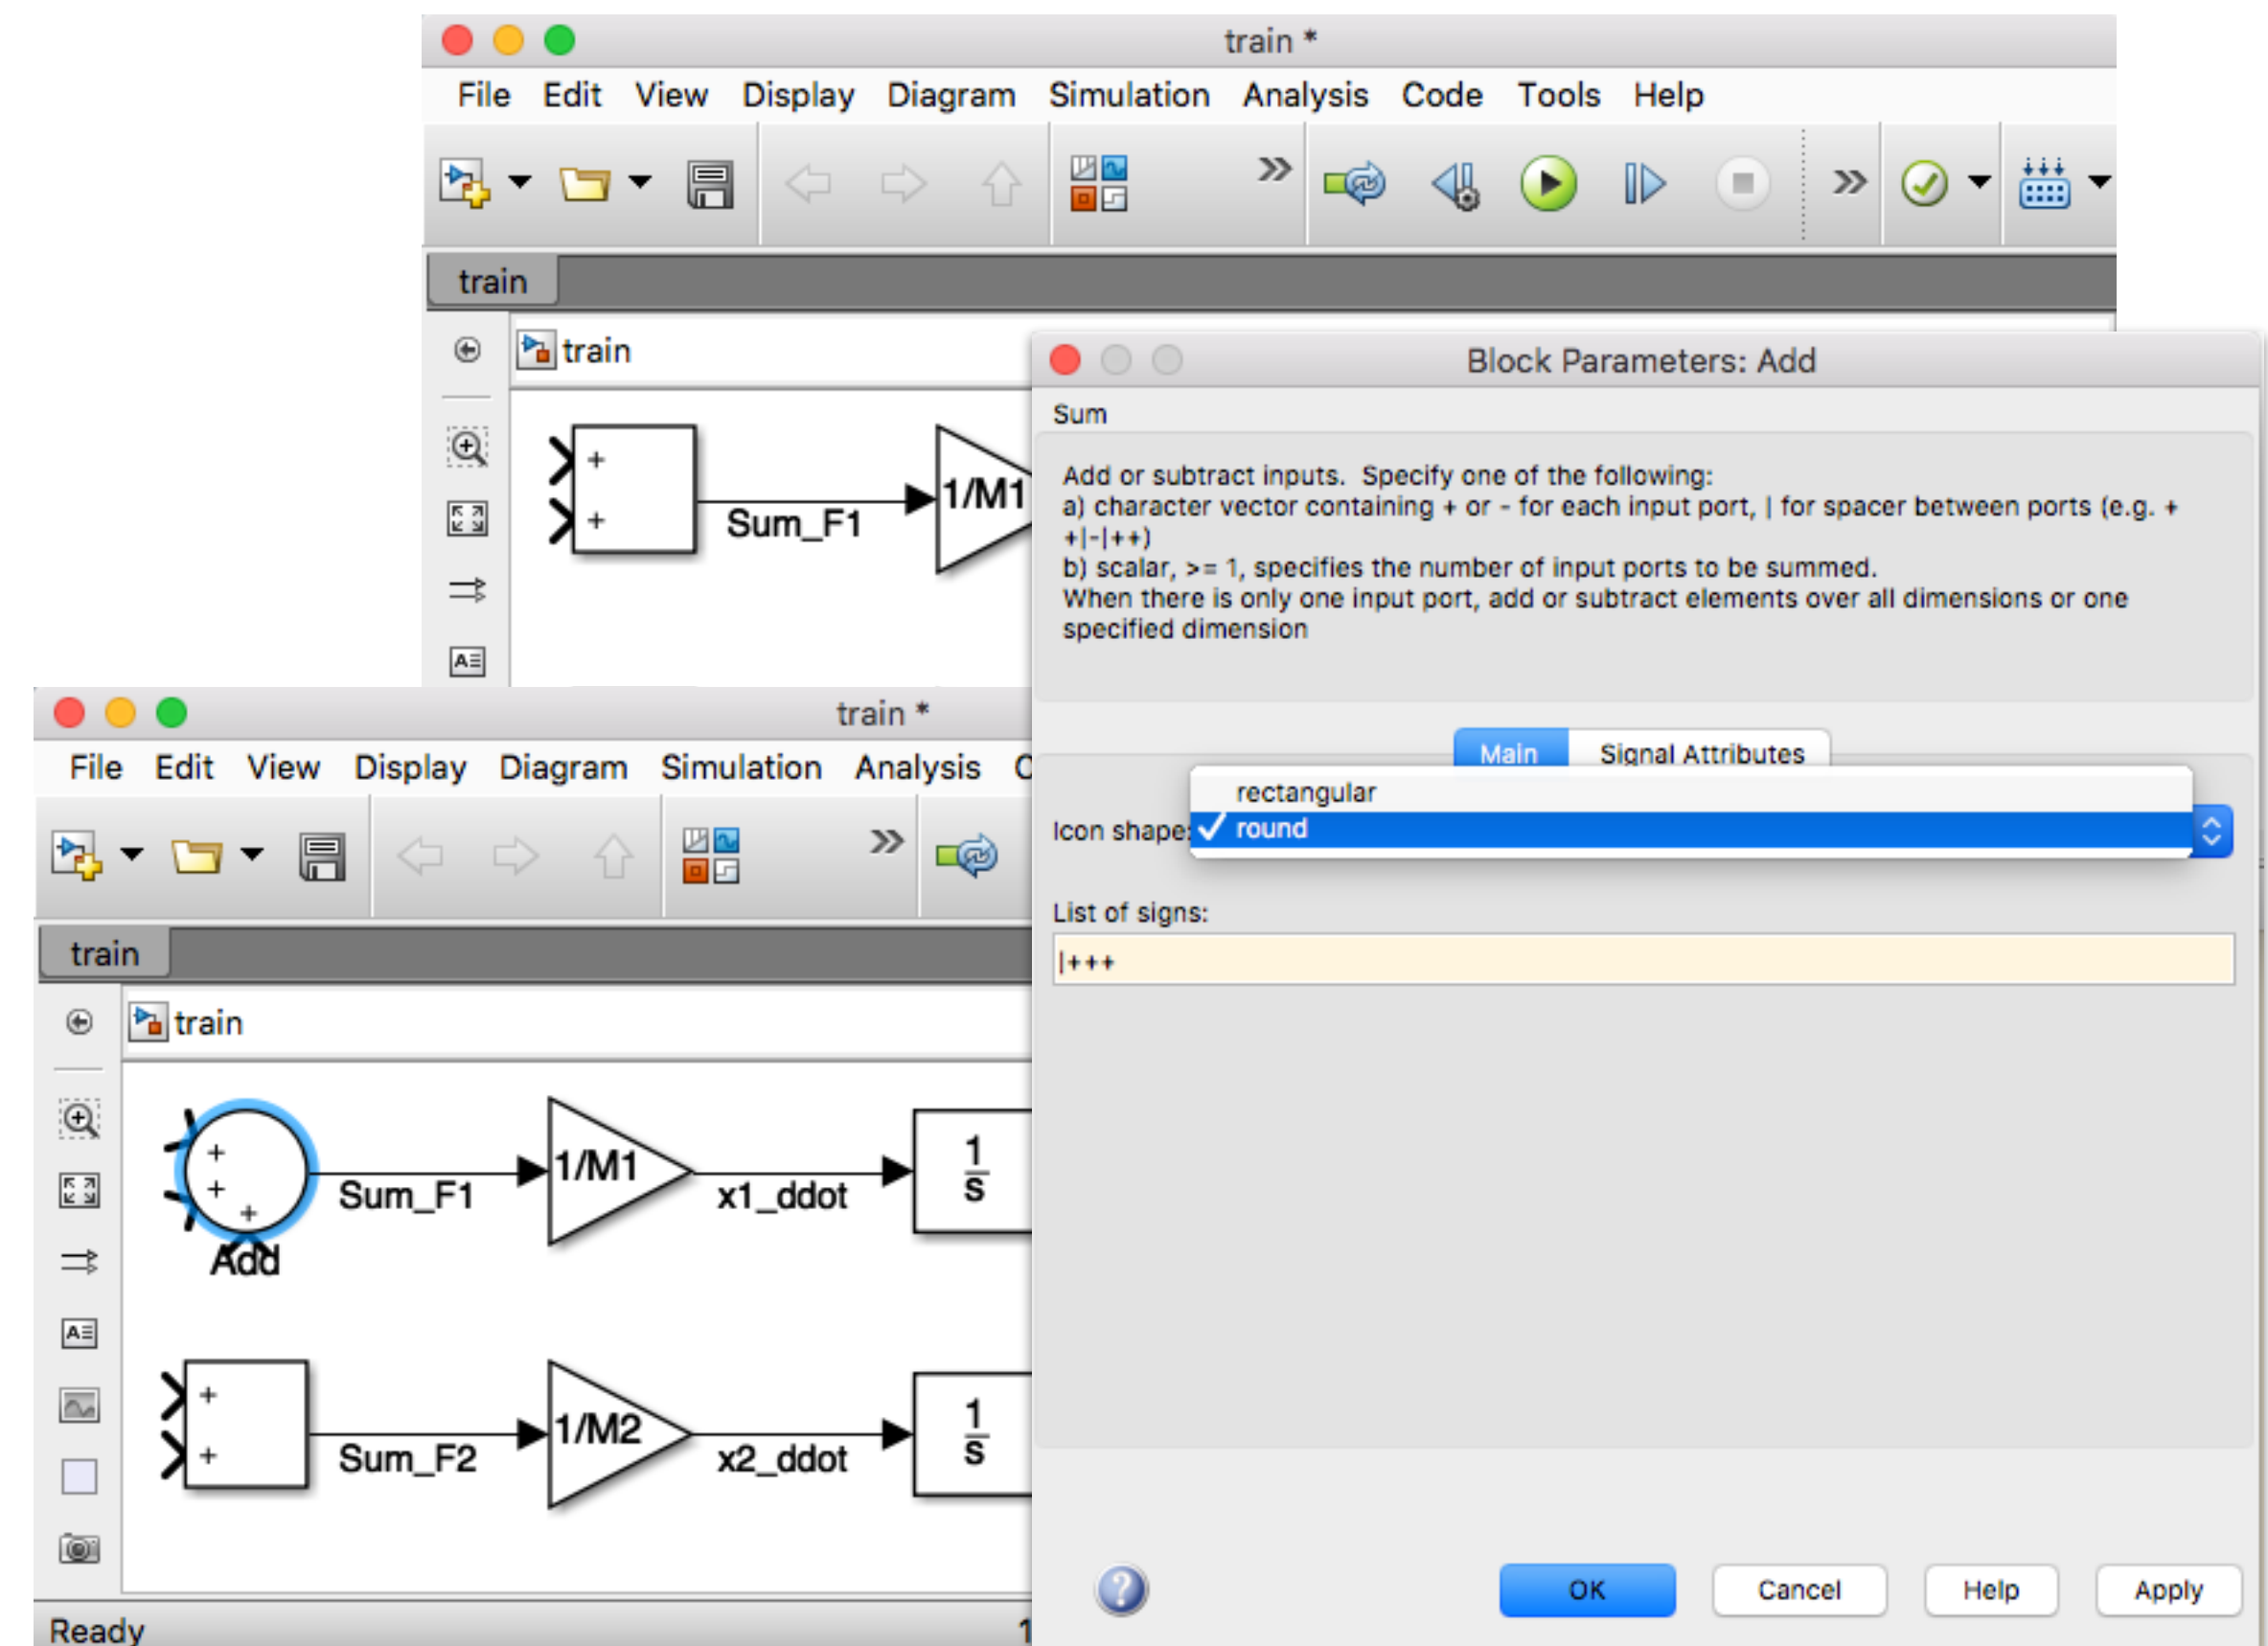 train *
File Edit View Display Diagram Simulation Analysis Code Tools Help
train
train
+
+
Sum_F1
1/M1
train *
File Edit View Display Diagram Simulation Analysis
train
train
+
+
+
Add
Sum_F1
1/M1
x1_ddot
1
s
+
+
Sum_F2
1/M2
x2_ddot
1
s
Ready
1
Block Parameters: Add
Sum
Add or subtract inputs. Specify one of the following:
a) character vector containing + or - for each input port, | for spacer between ports (e.g. +
+|-|++)
b) scalar, >= 1, specifies the number of input ports to be summed.
When there is only one input port, add or subtract elements over all dimensions or one
specified dimension
Main Signal Attributes
rectangular
Icon shape: ✓ round
List of signs:
|+++
? OK Cancel Help Apply